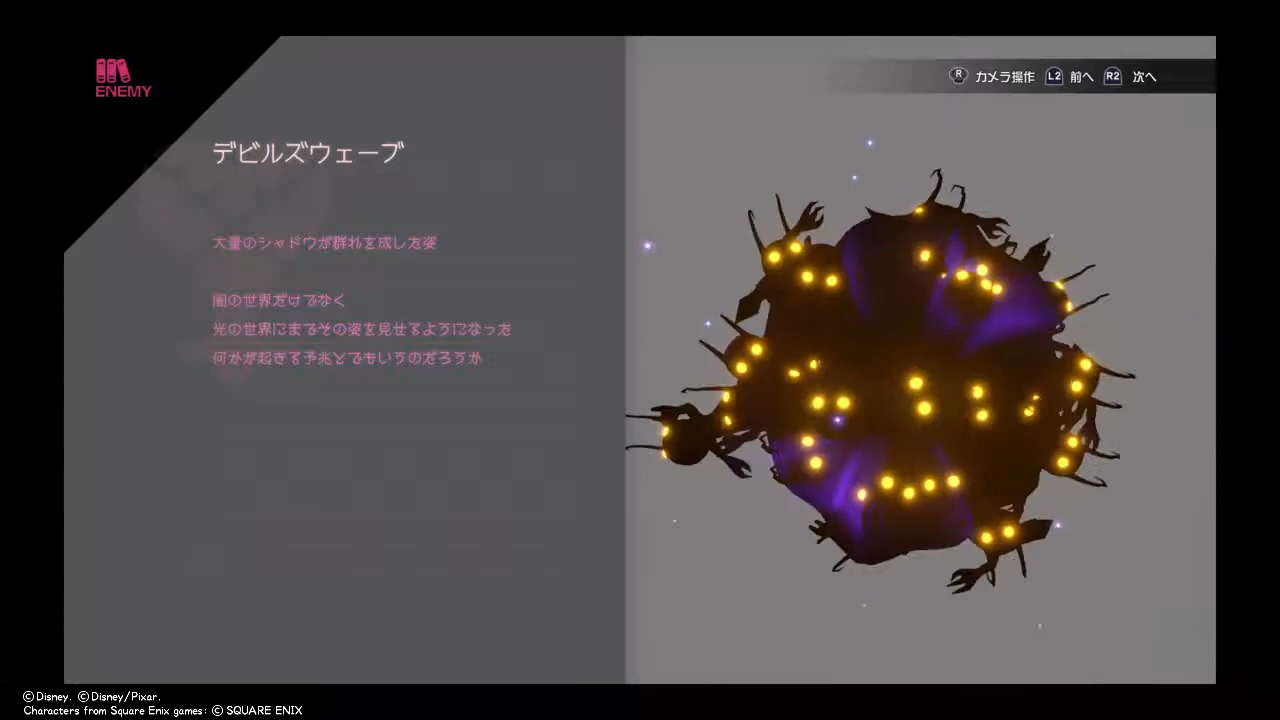 ENEMY
R カメラ操作 L2 前へ R2 次へ
デビルズウェーブ
大量のシャドウが群れを成した姿
闇の世界だけでなく
光の世界にまでその姿を見せるようになった
何かが起きる予兆とでもいうのだろうか
©Disney. ©Disney/Pixar.
Characters from Square Enix games: © SQUARE ENIX